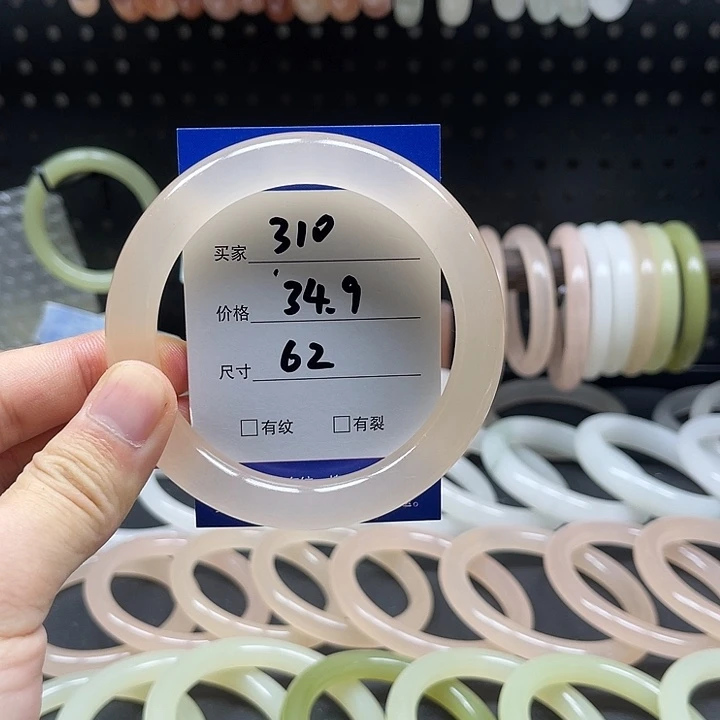 买家 310
价格 34.9
尺寸 62
□有纹 □有裂